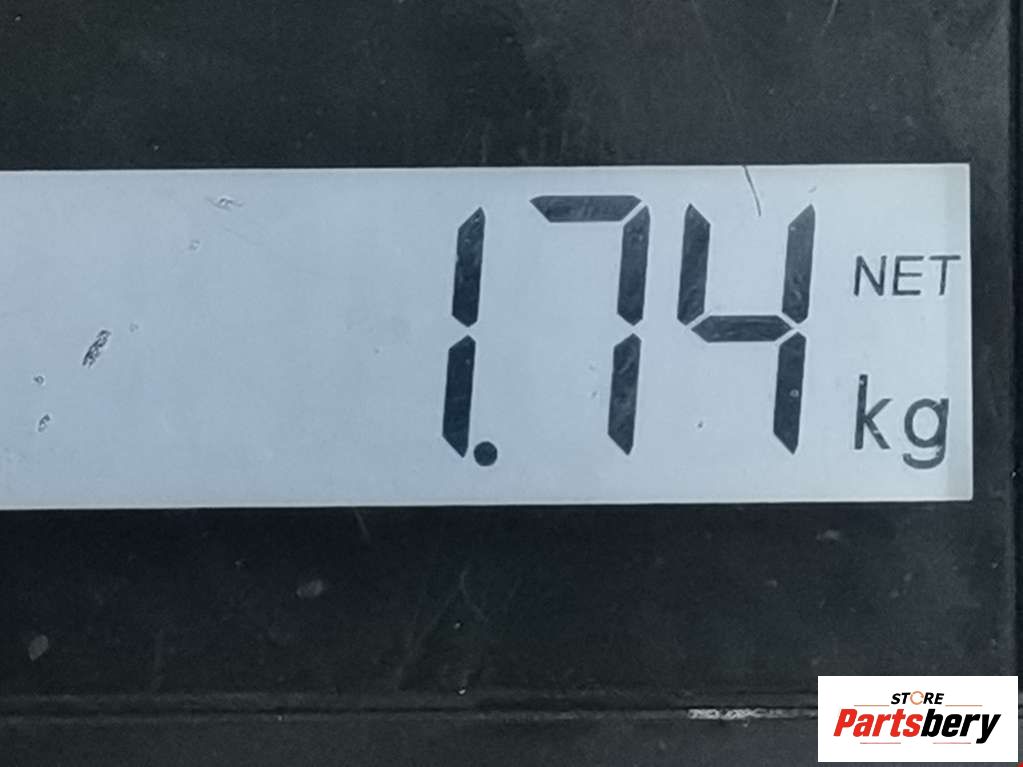 1.74
NET
kg
STORE
Partsbery